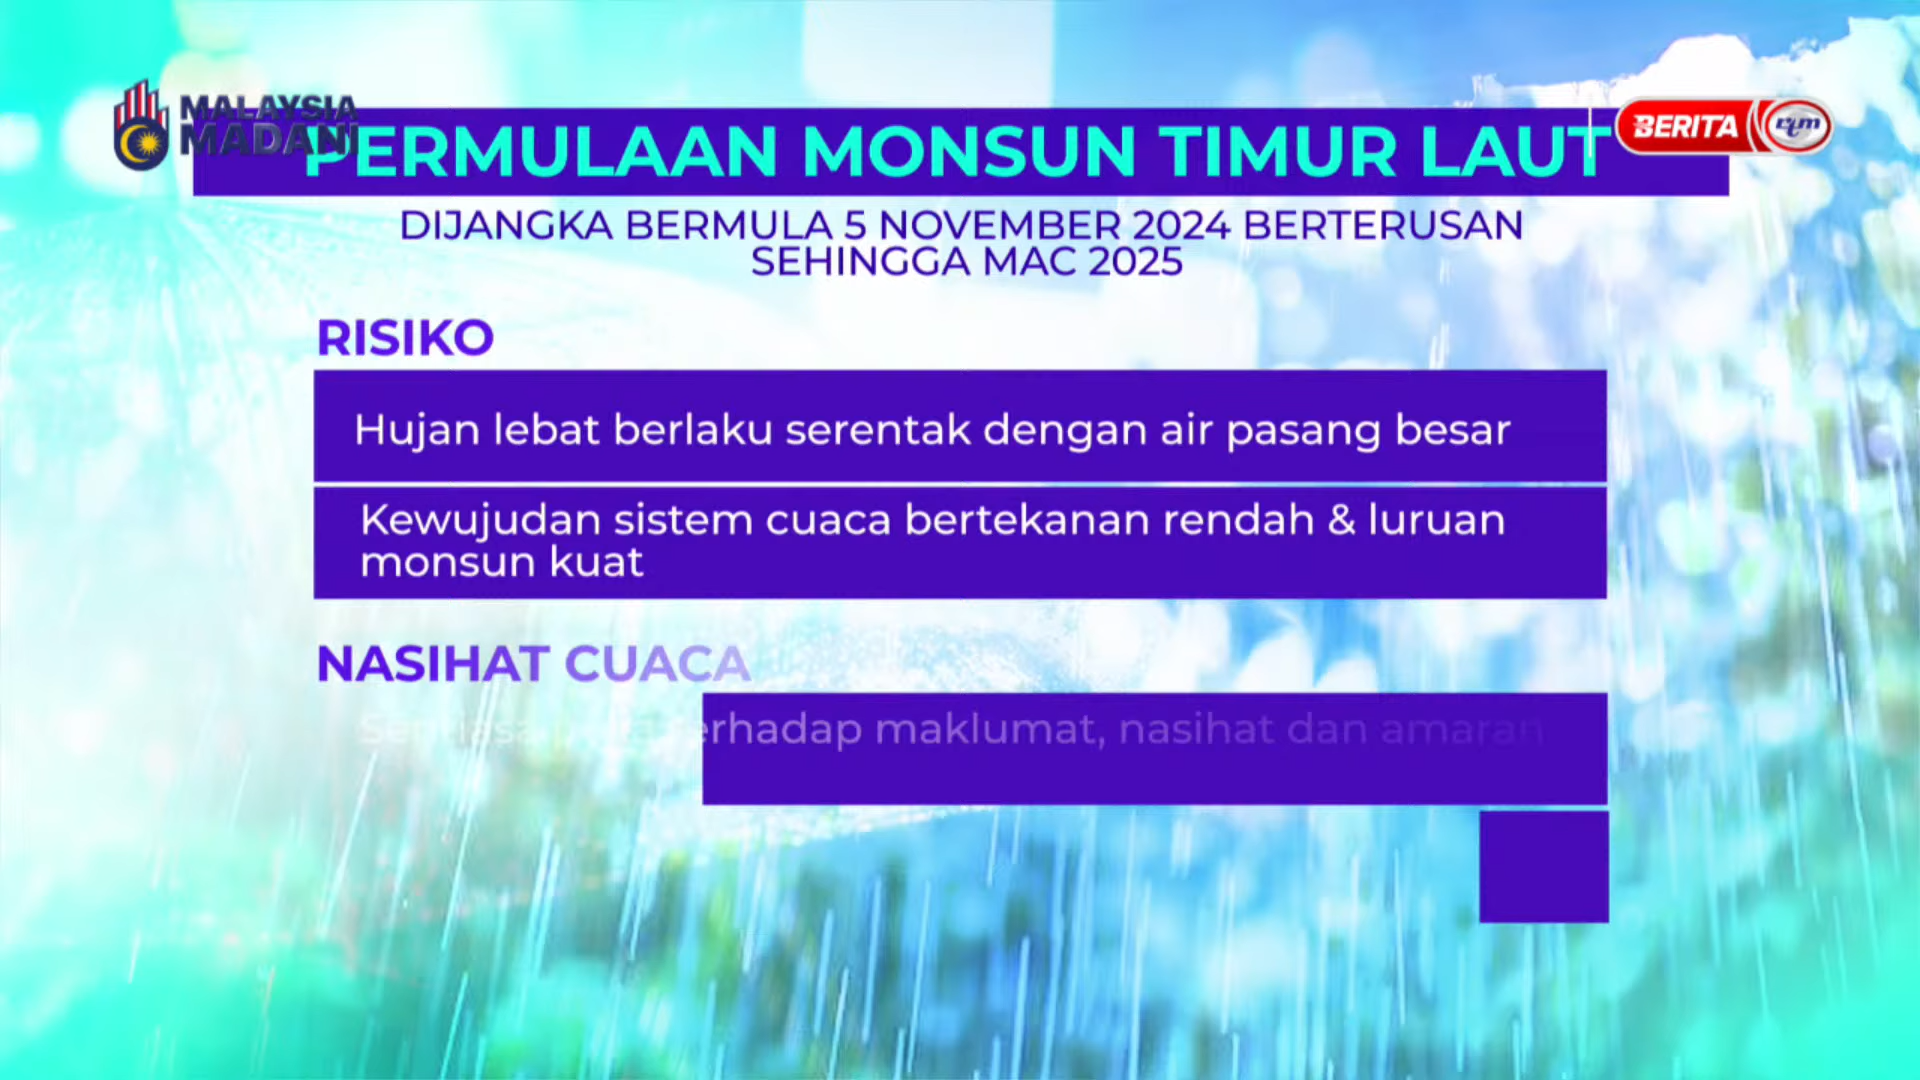 MALAYSIA
MADANI
BERITA rtm
PERMULAAN MONSUN TIMUR LAUT
DIJANGKA BERMULA 5 NOVEMBER 2024 BERTERUSAN
SEHINGGA MAC 2025
RISIKO
Hujan lebat berlaku serentak dengan air pasang besar
Kewujudan sistem cuaca bertekanan rendah & luruan
monsun kuat
NASIHAT CUACA
terhadap maklumat, nasihat dan amaran